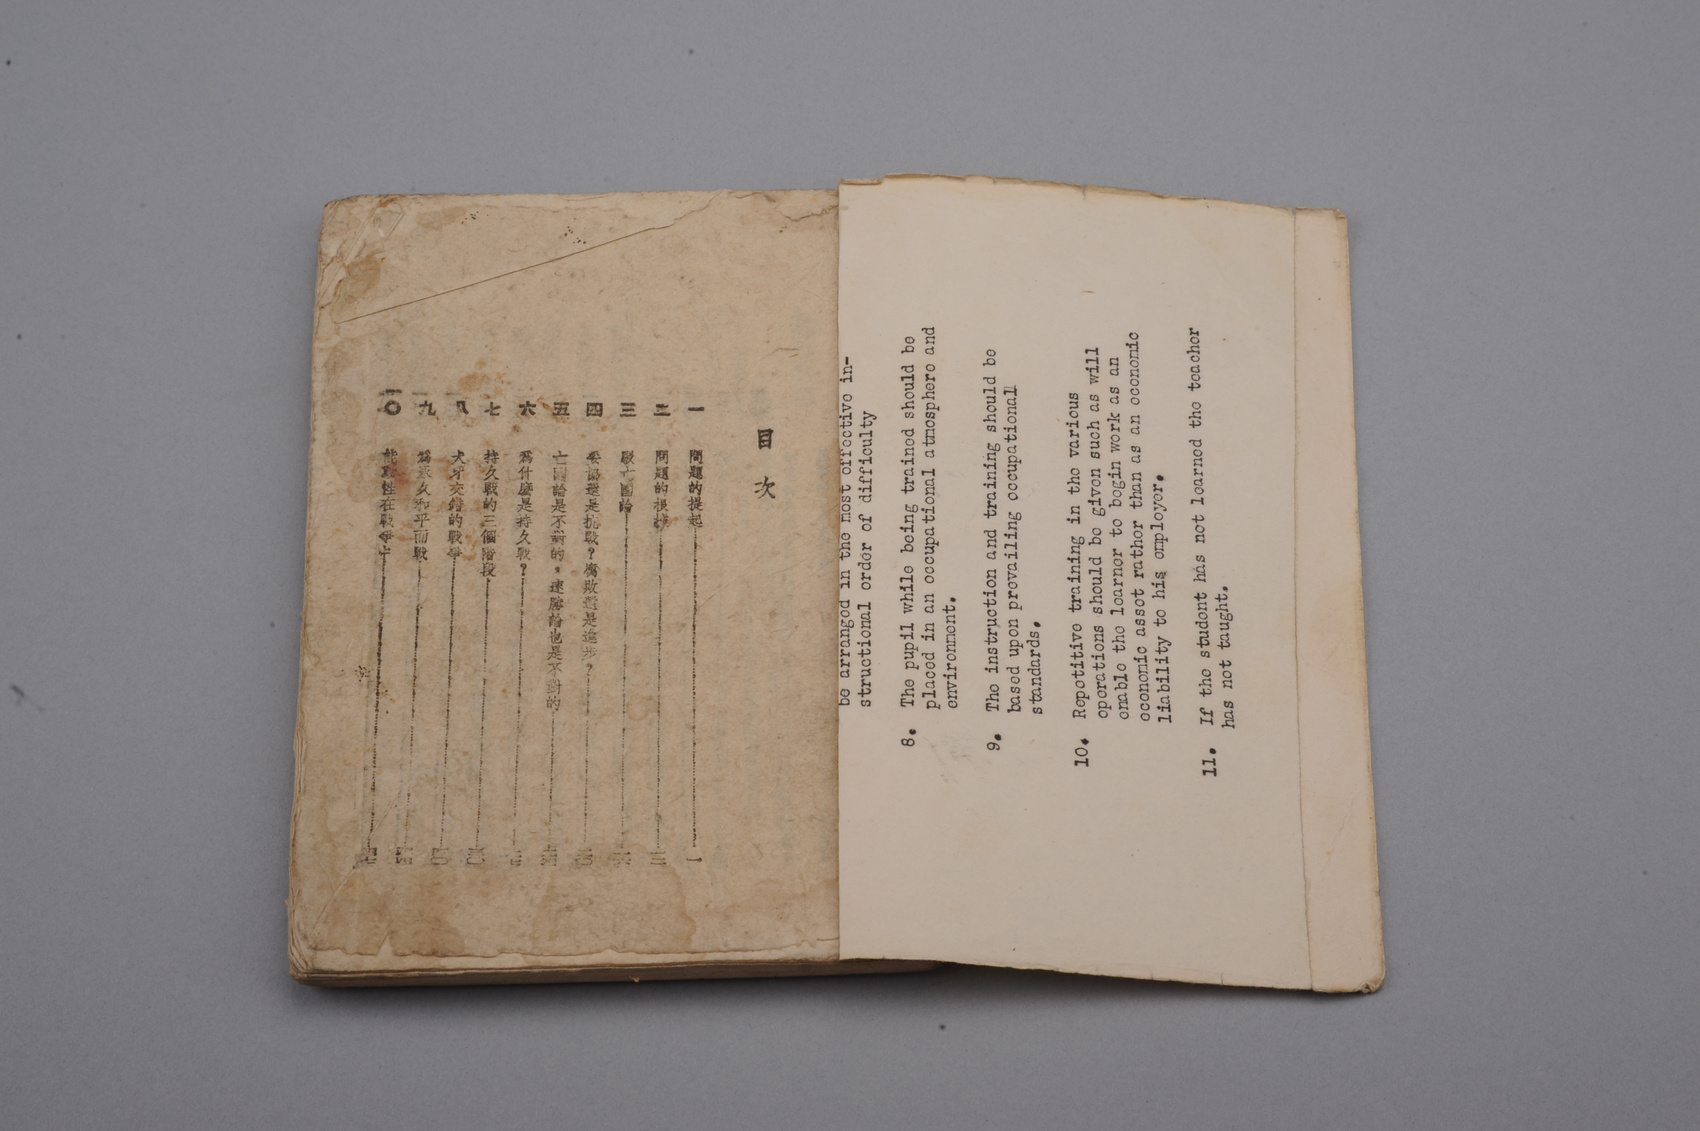 目次
一 問題的提起 一
二 問題的根據
三 駁亡國論
四 妥協還是抗戰?腐敗還是進步?
五 亡國論是不對的,速勝論也是不對的
六 爲什麼是持久戰?
七 持久戰的三個階段
八 犬牙交錯的戰爭
九 爲永久和平而戰
一〇 能動性在戰爭
be arranged in the most effective in-
structional order of difficulty
8. The pupil while being trained should be
placed in an occupational atmosphere and
environment.
9. The instruction and training should be
based upon prevailing occupational
standards.
10. Repetitive training in the various
operations should be given such as will
enable the learner to begin work as an
economic asset rather than as an economic
liability to his employer.
11. If the student has not learned the teacher
has not taught.